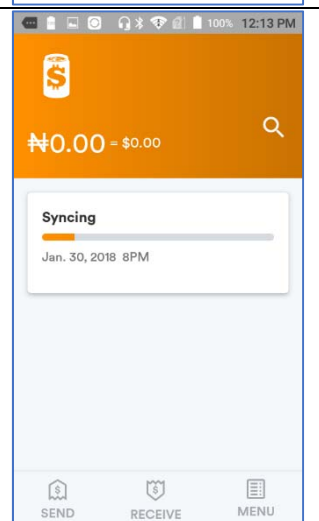 100% 12:13 PM
₦0.00 = $0.00
Syncing
Jan. 30, 2018 8PM
SEND RECEIVE MENU